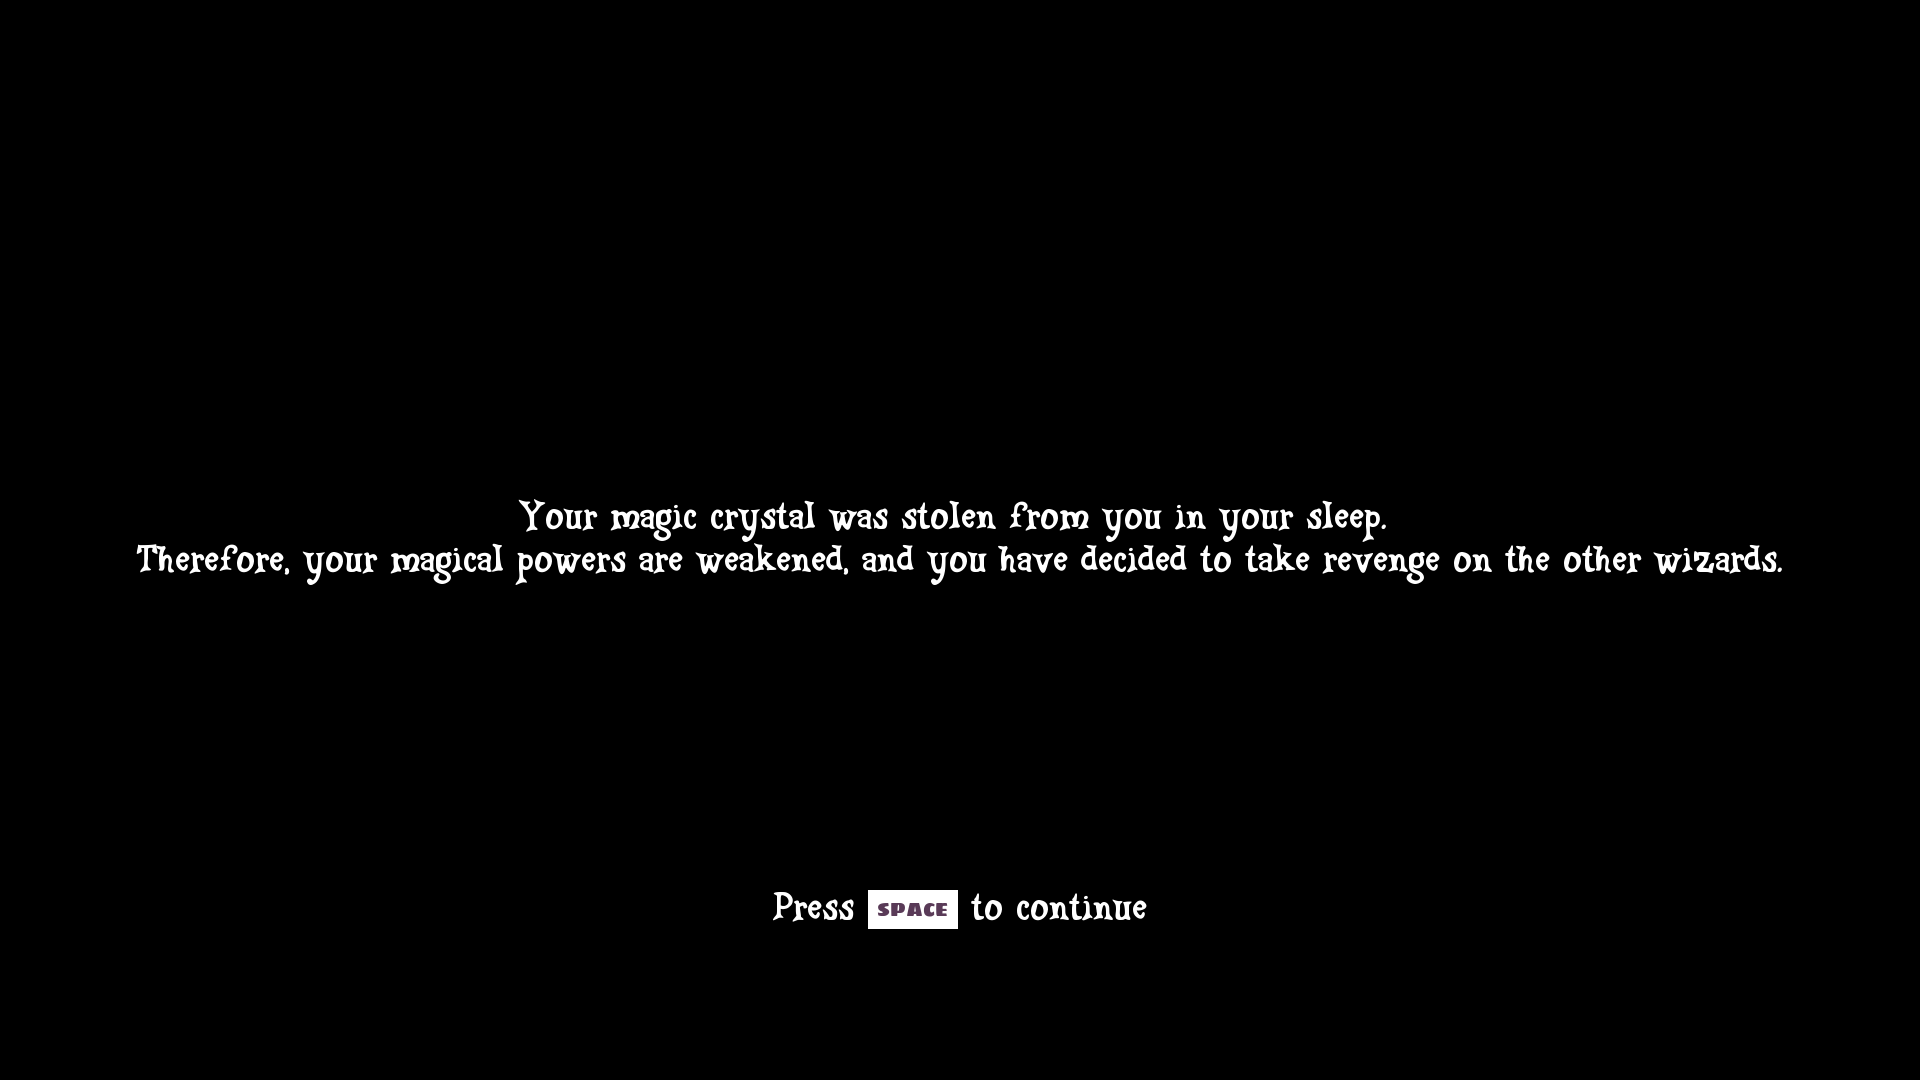 Your magic crystal was stolen from you in your sleep.
Therefore, your magical powers are weakened, and you have decided to take revenge on the other wizards.
Press SPACE to continue